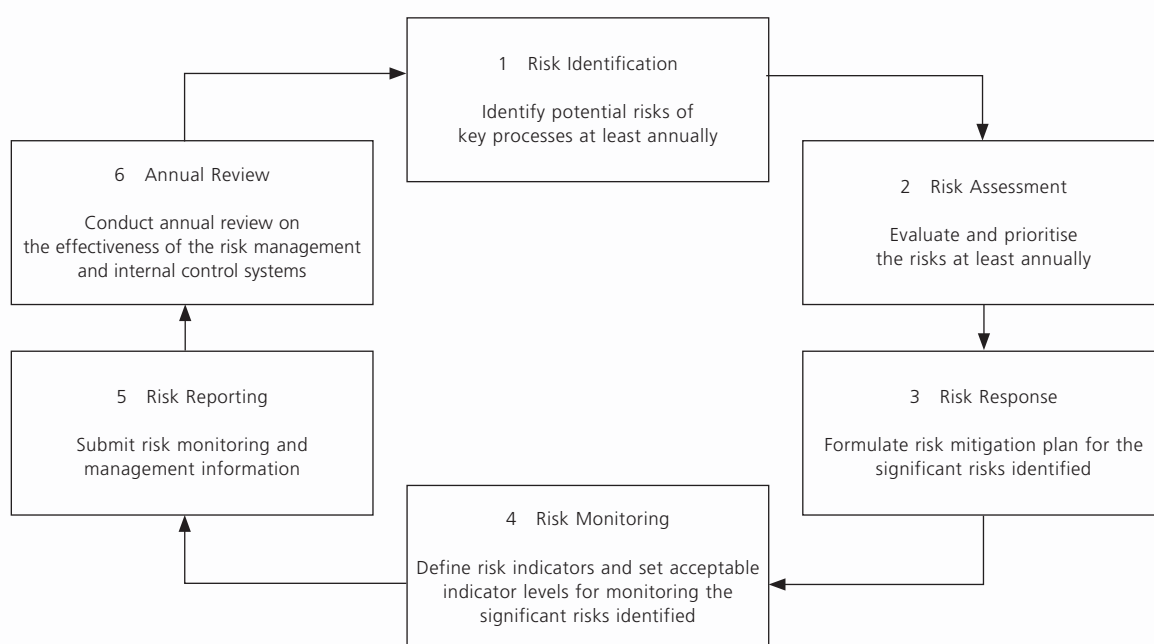 1 Risk Identification
Identify potential risks of
key processes at least annually
2 Risk Assessment
Evaluate and prioritise
the risks at least annually
3 Risk Response
Formulate risk mitigation plan for the
significant risks identified
4 Risk Monitoring
Define risk indicators and set acceptable
indicator levels for monitoring the
significant risks identified
5 Risk Reporting
Submit risk monitoring and
management information
6 Annual Review
Conduct annual review on
the effectiveness of the risk management
and internal control systems